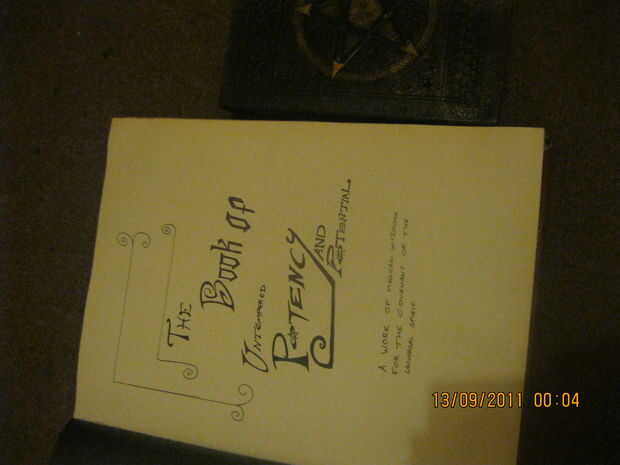 THE
BOOK OF
UNTEMPERED
POTENCY
AND
POTENTIAL
A WORK OF MAGICAL WISDOM
FOR THE COVENANT OF THE
UNIVERSAL SPIRIT
13/09/2011 00:04